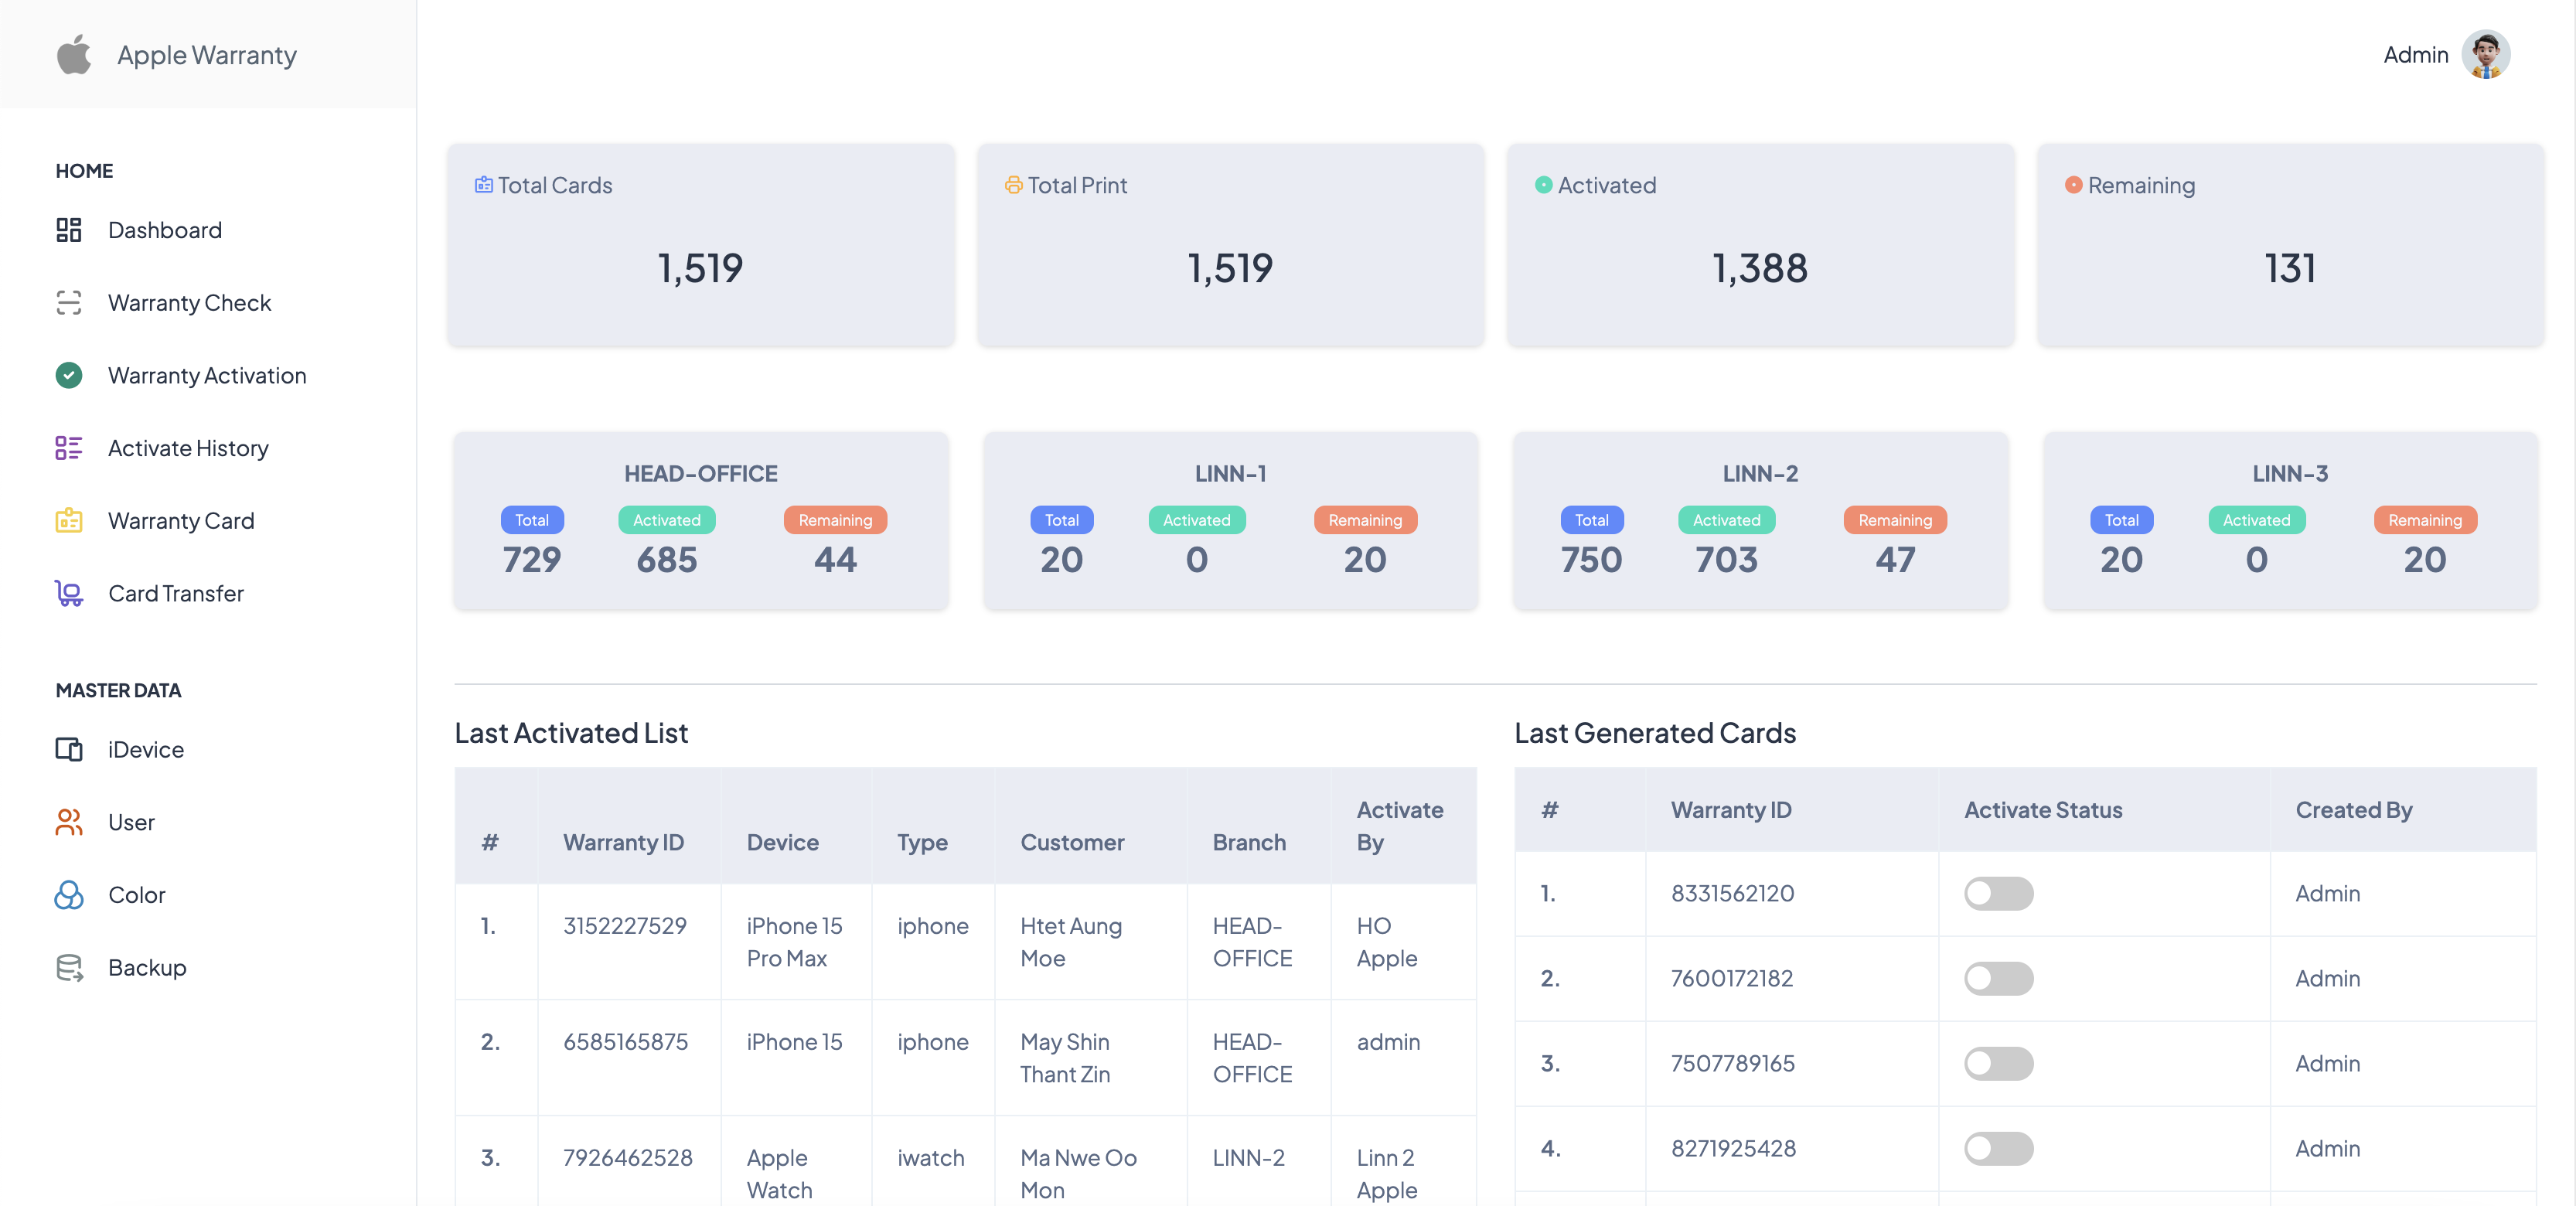 Apple Warranty
Admin
HOME
Dashboard
Warranty Check
Warranty Activation
Activate History
Warranty Card
Card Transfer
MASTER DATA
iDevice
User
Color
Backup
Total Cards
1,519
Total Print
1,519
Activated
1,388
Remaining
131
HEAD-OFFICE
Total Activated Remaining
729 685 44
LINN-1
Total Activated Remaining
20 0 20
LINN-2
Total Activated Remaining
750 703 47
LINN-3
Total Activated Remaining
20 0 20
Last Activated List
# Warranty ID Device Type Customer Branch Activate By
1. 3152227529 iPhone 15 Pro Max iphone Htet Aung Moe HEAD-OFFICE HO Apple
2. 6585165875 iPhone 15 iphone May Shin Thant Zin HEAD-OFFICE admin
3. 7926462528 Apple Watch iwatch Ma Nwe Oo Mon LINN-2 Linn 2 Apple
Last Generated Cards
# Warranty ID Activate Status Created By
1. 8331562120 Admin
2. 7600172182 Admin
3. 7507789165 Admin
4. 8271925428 Admin